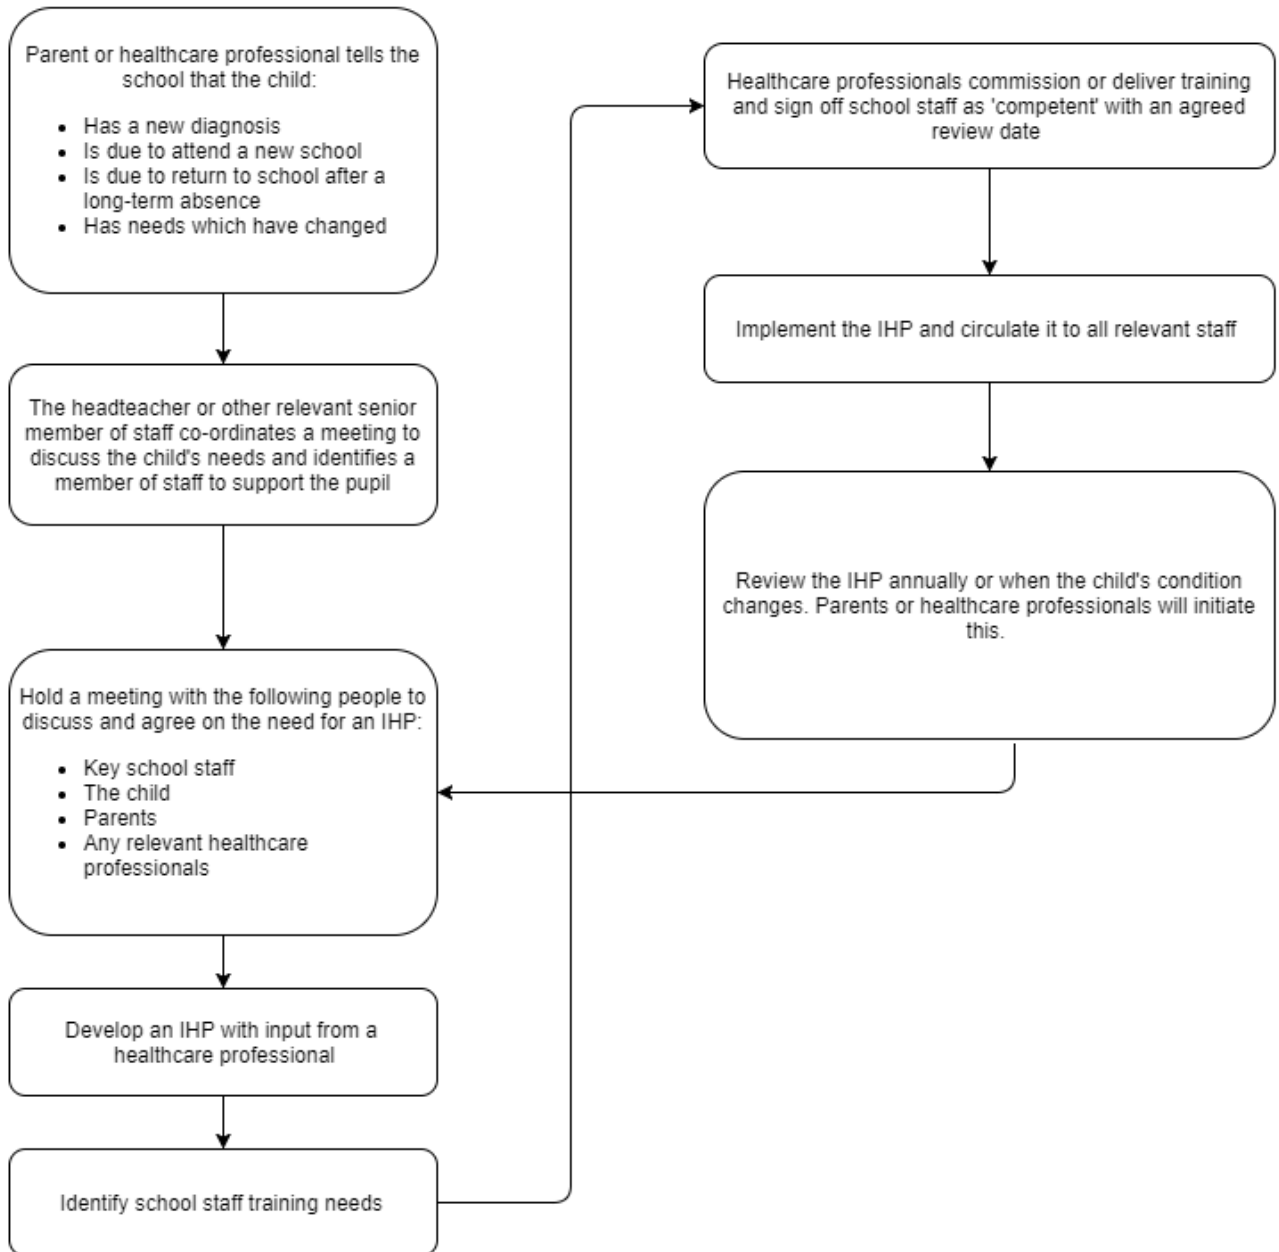 Parent or healthcare professional tells the
school that the child:
• Has a new diagnosis
• Is due to attend a new school
• Is due to return to school after a
long-term absence
• Has needs which have changed
The headteacher or other relevant senior
member of staff co-ordinates a meeting to
discuss the child's needs and identifies a
member of staff to support the pupil
Hold a meeting with the following people to
discuss and agree on the need for an IHP:
• Key school staff
• The child
• Parents
• Any relevant healthcare
professionals
Develop an IHP with input from a
healthcare professional
Identify school staff training needs
Healthcare professionals commission or deliver training
and sign off school staff as 'competent' with an agreed
review date
Implement the IHP and circulate it to all relevant staff
Review the IHP annually or when the child's condition
changes. Parents or healthcare professionals will initiate
this.